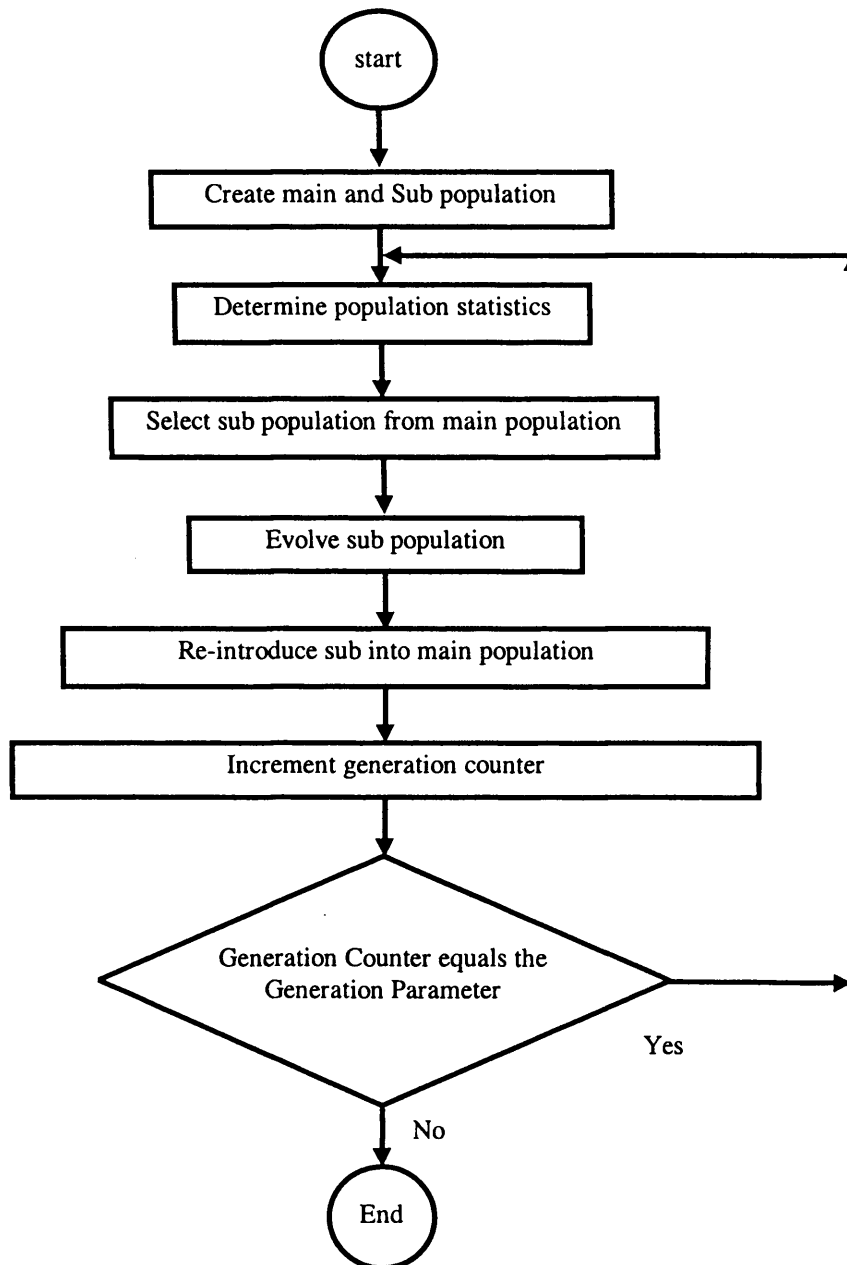 start
Create main and Sub population
Determine population statistics
Select sub population from main population
Evolve sub population
Re-introduce sub into main population
Increment generation counter
Generation Counter equals the
Generation Parameter
Yes
No
End